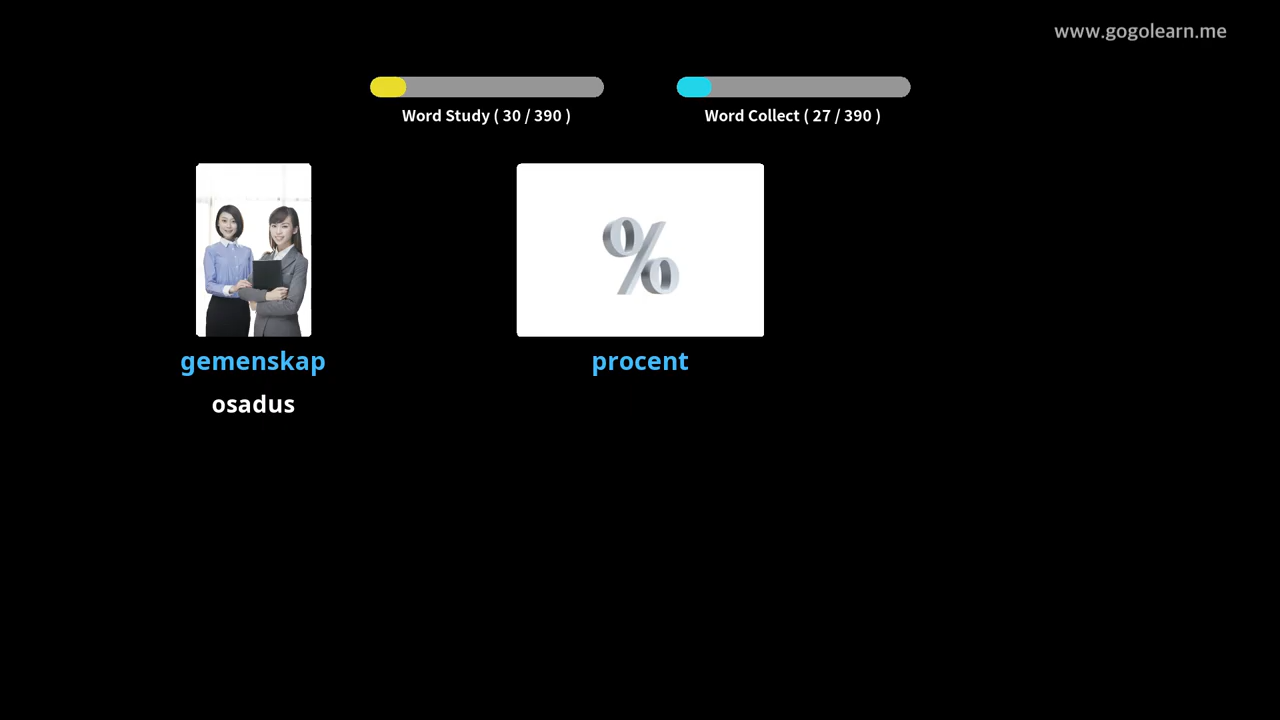 www.gogolearn.me
Word Study ( 30 / 390 )
Word Collect ( 27 / 390 )
%
gemenskap
procent
osadus